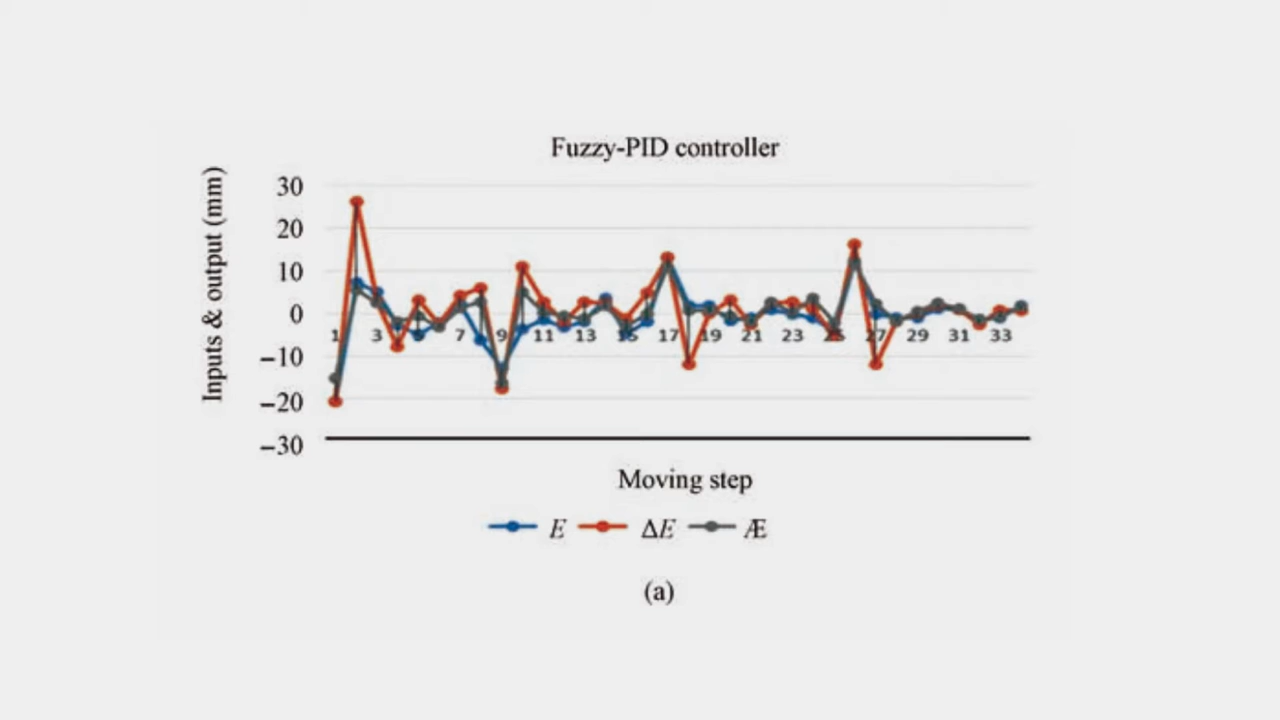 Fuzzy-PID controller
Inputs & output (mm)
30
20
10
0
−10
−20
−30
1 3 5 7 9 11 13 15 17 19 21 23 25 27 29 31 33
Moving step
E ΔE Æ
(a)